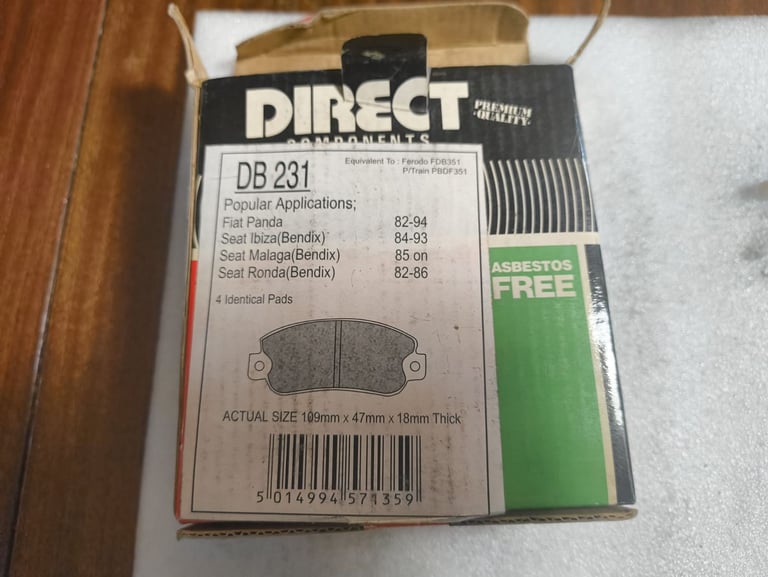 DIRECT
COMPONENTS
PREMIUM
·QUALITY·
DB 231
Equivalent To : Ferodo FDB351
P/Train PBDF351
Popular Applications;
Fiat Panda 82-94
Seat Ibiza(Bendix) 84-93
Seat Malaga(Bendix) 85 on
Seat Ronda(Bendix) 82-86
4 Identical Pads
ACTUAL SIZE 109mm x 47mm x 18mm Thick
5 014994 571359
ASBESTOS
FREE